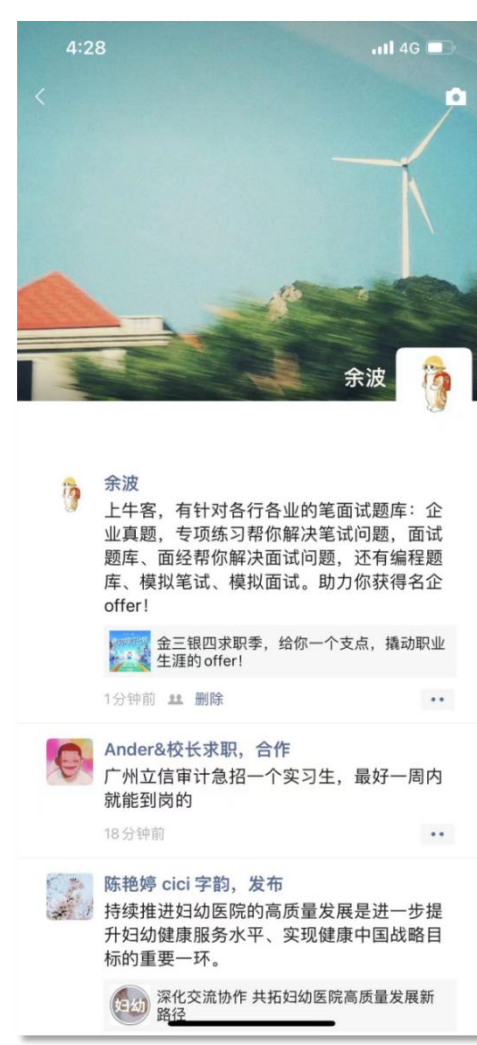 4:28
4G
余波
余波
上牛客，有针对各行各业的笔面试题库：企
业真题，专项练习帮你解决笔试问题，面试
题库、面经帮你解决面试问题，还有编程题
库、模拟笔试、模拟面试。助力你获得名企
offer！
金三银四求职季，给你一个支点，撬动职业
生涯的offer！
1分钟前 删除
Ander&校长求职，合作
广州立信审计急招一个实习生，最好一周内
就能到岗的
18分钟前
陈艳婷 cici 字韵，发布
持续推进妇幼医院的高质量发展是进一步提
升妇幼健康服务水平、实现健康中国战略目
标的重要一环。
妇幼
深化交流协作 共拓妇幼医院高质量发展新
路径